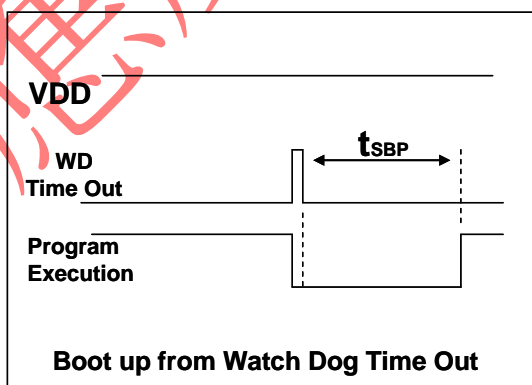 VDD
WD
Time Out
tSBP
Program
Execution
Boot up from Watch Dog Time Out